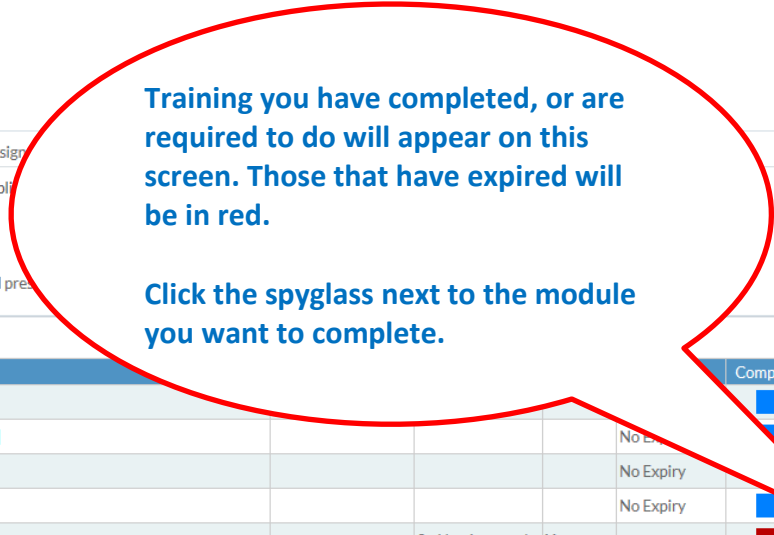 Training you have completed, or are
required to do will appear on this
screen. Those that have expired will
be in red.
Click the spyglass next to the module
you want to complete.
No Expiry
No Expiry